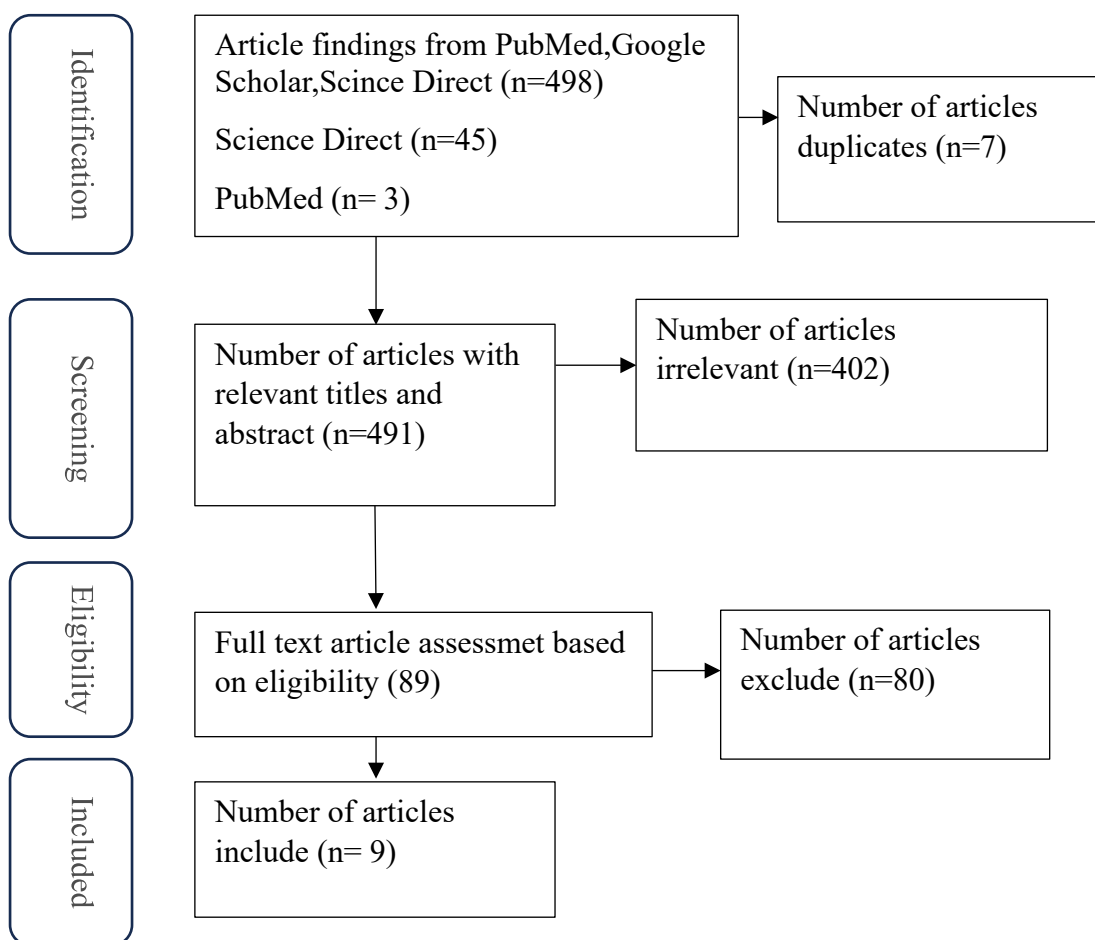 Identification
Article findings from PubMed,Google
Scholar,Scince Direct (n=498)
Science Direct (n=45)
PubMed (n= 3)
Number of articles
duplicates (n=7)
Screening
Number of articles with
relevant titles and
abstract (n=491)
Number of articles
irrelevant (n=402)
Eligibility
Full text article assessmet based
on eligibility (89)
Number of articles
exclude (n=80)
Included
Number of articles
include (n= 9)